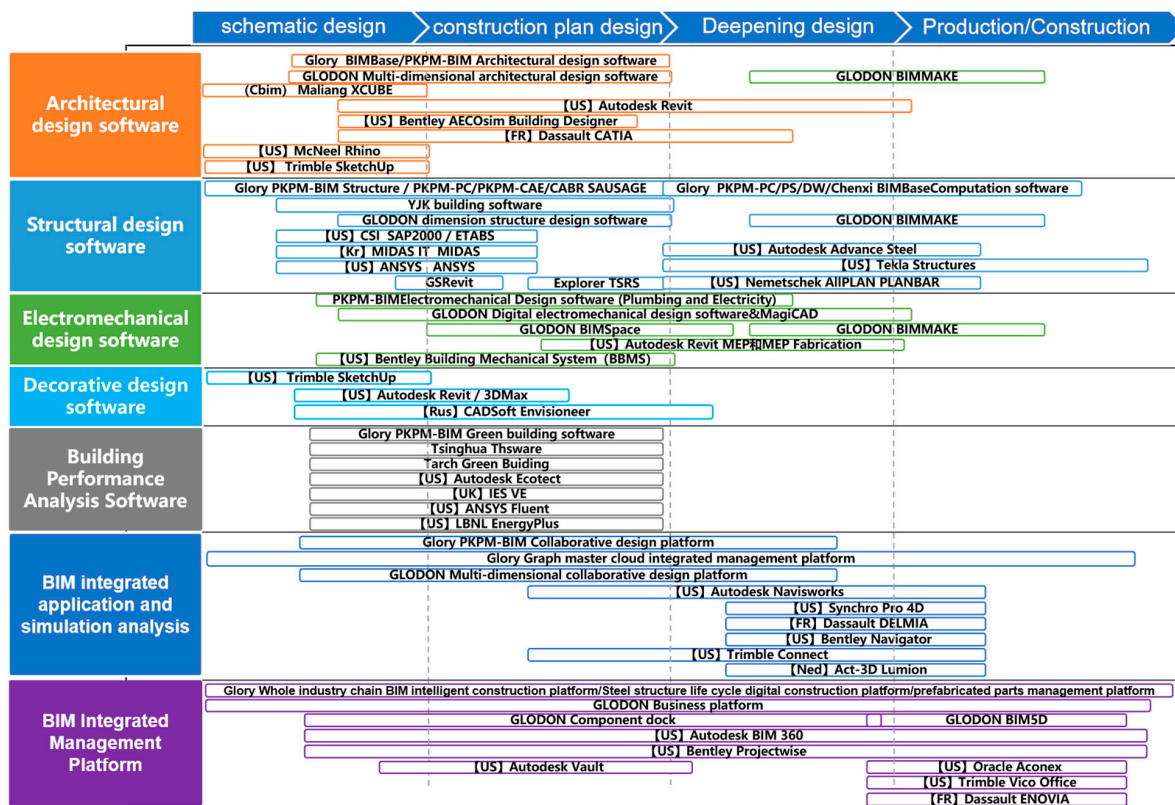 schematic design
construction plan design
Deepening design
Production/Construction
Architectural
design software
Glory BIMBase/PKPM-BIM Architectural design software
GLODON Multi-dimensional architectural design software
GLODON BIMMAKE
(Cbim) Maliang XCUBE
【US】Autodesk Revit
【US】Bentley AECOsim Building Designer
【FR】Dassault CATIA
【US】McNeel Rhino
【US】Trimble SketchUp
Structural design
software
Glory PKPM-BIM Structure / PKPM-PC/PKPM-CAE/CABR SAUSAGE
Glory PKPM-PC/PS/DW/Chenxi BIMBaseComputation software
YJK building software
GLODON dimension structure design software
GLODON BIMMAKE
【US】CSI SAP2000 / ETABS
【US】Autodesk Advance Steel
【Kr】MIDAS IT MIDAS
【US】Tekla Structures
【US】ANSYS ANSYS
GSRevit
Explorer TSRS
【US】Nemetschek AllPLAN PLANBAR
Electromechanical
design software
PKPM-BIMElectromechanical Design software (Plumbing and Electricity)
GLODON Digital electromechanical design software&MagiCAD
GLODON BIMSpace
GLODON BIMMAKE
【US】Autodesk Revit MEP和MEP Fabrication
【US】Bentley Building Mechanical System (BBMS)
Decorative design
software
【US】Trimble SketchUp
【US】Autodesk Revit / 3DMax
【Rus】CADSoft Envisioneer
Building
Performance
Analysis Software
Glory PKPM-BIM Green building software
Tsinghua Thsware
Tarch Green Buiding
【US】Autodesk Ecotect
【UK】IES VE
【US】ANSYS Fluent
【US】LBNL EnergyPlus
BIM integrated
application and
simulation analysis
Glory PKPM-BIM Collaborative design platform
Glory Graph master cloud integrated management platform
GLODON Multi-dimensional collaborative design platform
【US】Autodesk Navisworks
【US】Synchro Pro 4D
【FR】Dassault DELMIA
【US】Bentley Navigator
【US】Trimble Connect
【Ned】Act-3D Lumion
BIM Integrated
Management
Platform
Glory Whole industry chain BIM intelligent construction platform/Steel structure life cycle digital construction platform/prefabricated parts management platform
GLODON Business platform
GLODON Component dock
GLODON BIM5D
【US】Autodesk BIM 360
【US】Bentley Projectwise
【US】Autodesk Vault
【US】Oracle Aconex
【US】Trimble Vico Office
【FR】Dassault ENOVIA